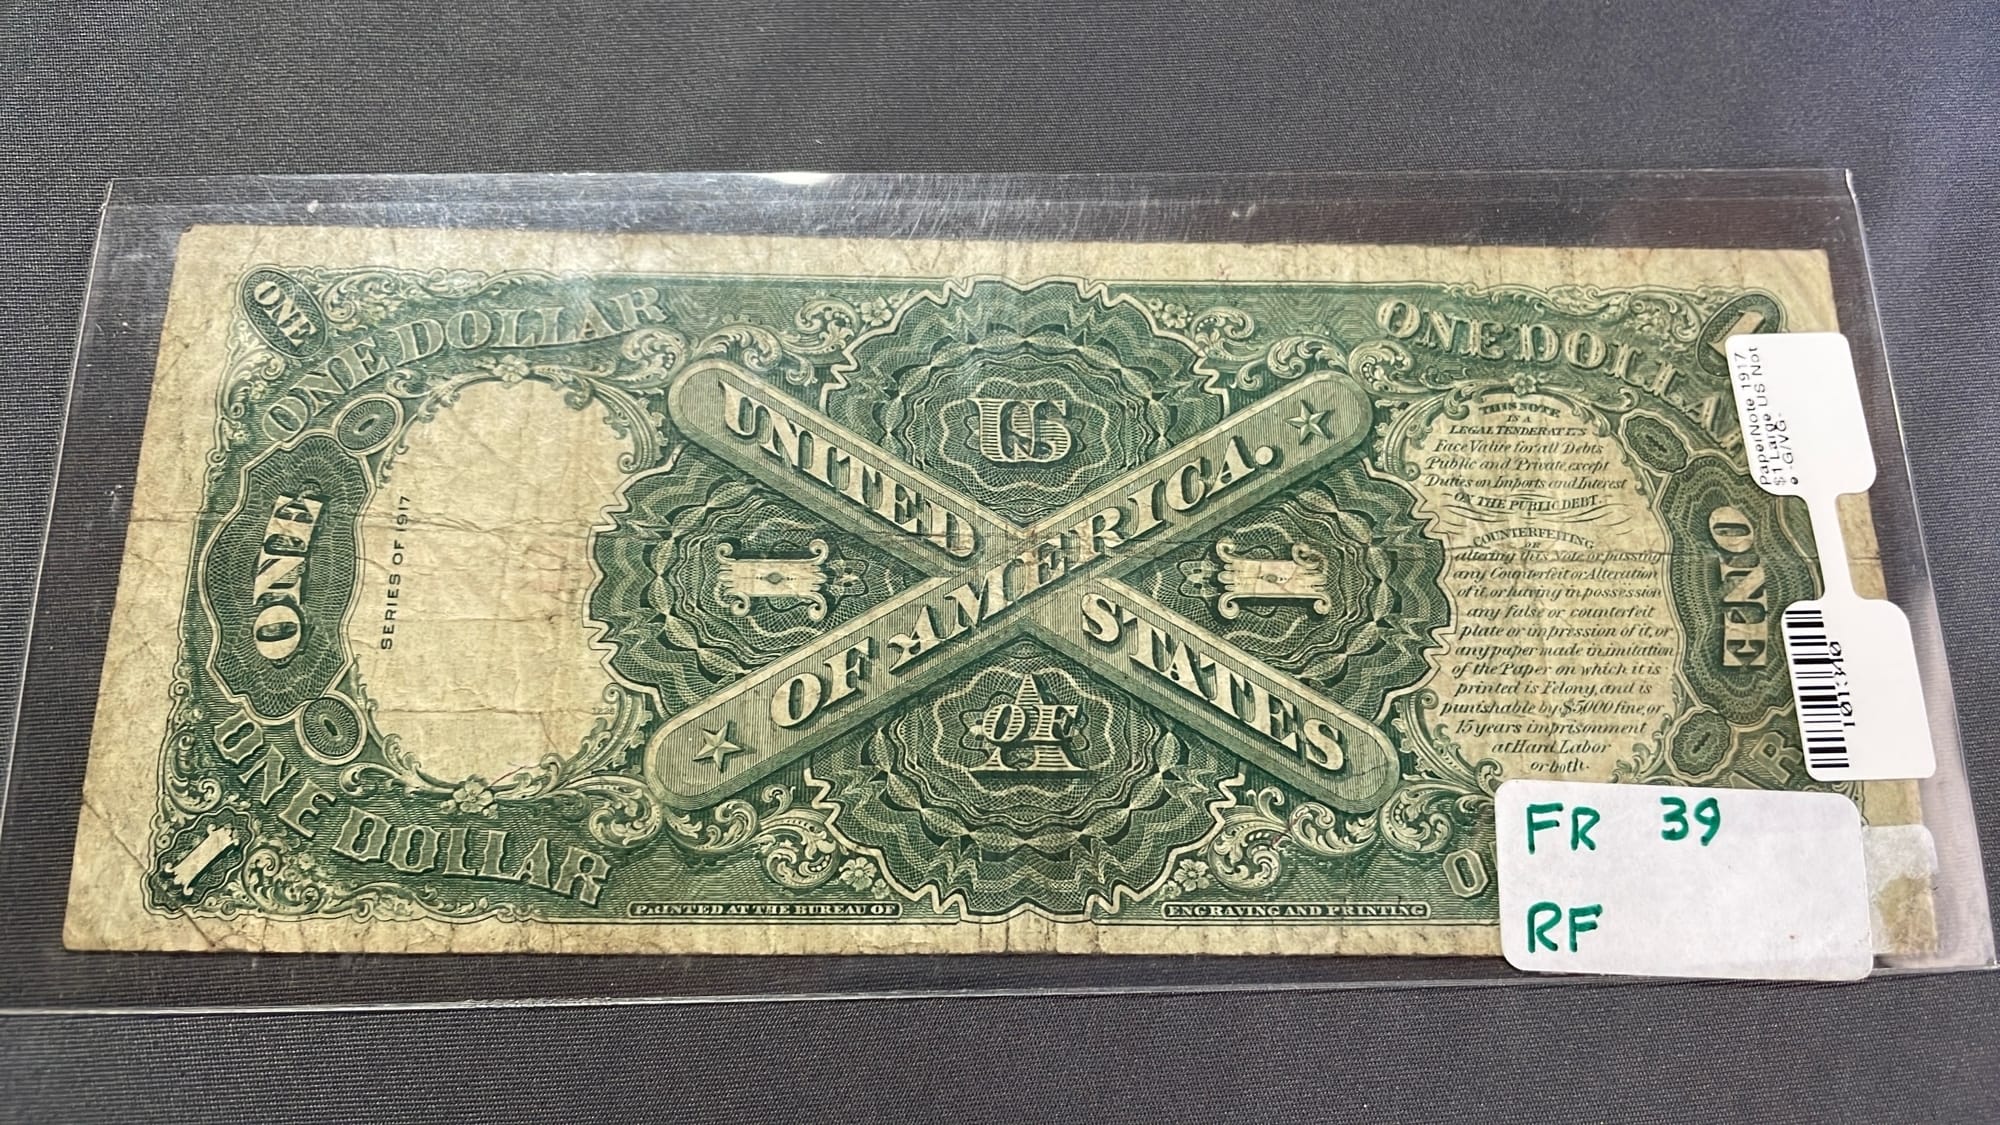 ONE
ONE DOLLAR
ONE DOLLAR
PaperNote 1917
$1 Large US Not
e G/VG-
US
UNITED
STATES
OF AMERICA.
THIS NOTE
IS A
LEGAL TENDER AT ITS
Face Value for all Debts
Public and Private, except
Duties on Imports and Interest
ON THE PUBLIC DEBT.
COUNTERFEITING
or
altering this Note, or passing
any Counterfeit or Alteration
of it, or having in possession
any false or counterfeit
plate or impression of it, or
any paper made in imitation
of the Paper on which it is
printed is Felony, and is
punishable by $5000 fine, or
15 years imprisonment
at Hard Labor
or both.
ONE
SERIES OF 1917
1
1
ONE
101340
OF A
ONE DOLLAR
1
PRINTED AT THE BUREAU OF
ENGRAVING AND PRINTING
FR 39
RF